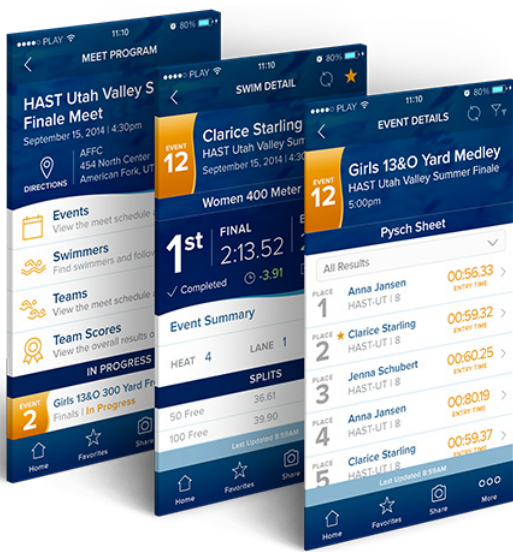 PLAY
11:10
80%
MEET PROGRAM
HAST Utah Valley S
Finale Meet
September 15, 2014 | 4:30pm
DIRECTIONS
AFFC
454 North Center
American Fork, UT
Events
View the meet schedule
Swimmers
Find swimmers and follow
Teams
View the meet schedule
Team Scores
View the overall results o
IN PROGRESS
EVENT
2
Girls 13&O 300 Yard Fr
Finals | In Progress
Home
Favorites
Share
PLAY
11:10
80%
SWIM DETAIL
EVENT
12
Clarice Starling
HAST Utah Valley Sum
September 15, 2014 | 4:30
Women 400 Meter
1st
FINAL
2:13.52
Completed
-3.91
Event Summary
HEAT 4
LANE 1
SPLITS
50 Free 36.61
100 Free 39.90
Last Updated 8:59AM
Home
Favorites
Share
PLAY
11:10
80%
EVENT DETAILS
EVENT
12
Girls 13&O Yard Medley
HAST Utah Valley Summer Finale
5:00pm
Pysch Sheet
All Results
PLACE
1
Anna Jansen
HAST-UT | 8
00:56.33
ENTRY TIME
PLACE
2
Clarice Starling
HAST-UT | 8
00:59.32
ENTRY TIME
PLACE
3
Jenna Schubert
HAST-UT | 8
00:60.25
ENTRY TIME
PLACE
4
Anna Jansen
HAST-UT | 8
00:80.19
ENTRY TIME
PLACE
5
Clarice Starling
HAST-UT | 8
00:59.37
ENTRY TIME
Last Updated 8:59AM
Home
Favorites
Share
More